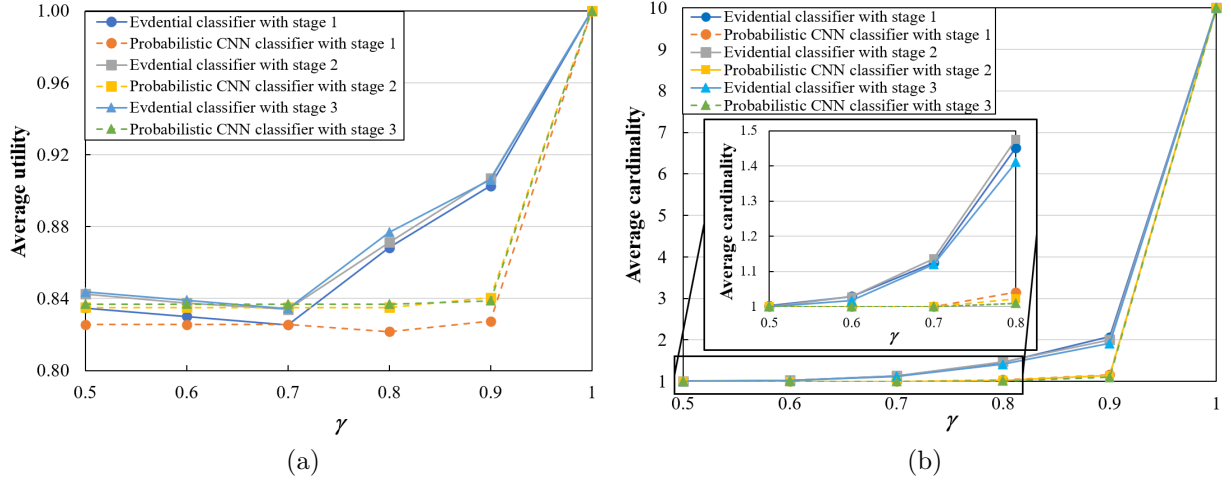 1.00
0.96
0.92
0.88
0.84
0.80
Average utility
Evdential classifier with stage 1
Probabilistic CNN classifier with stage 1
Evdential classifier with stage 2
Probabilistic CNN classifier with stage 2
Evdential classifier with stage 3
Probabilistic CNN classifier with stage 3
0.5 0.6 0.7 0.8 0.9 1
γ
(a)
10
9
8
7
6
5
4
3
2
1
Average cardinality
Evidential classifier with stage 1
Probabilistic CNN classifier with stage 1
Evidential classifier with stage 2
Probabilistic CNN classifier with stage 2
Evidential classifier with stage 3
Probabilistic CNN classifier with stage 3
1.5
1.4
1.3
1.2
1.1
1
Average cardinality
0.5 0.6 0.7 0.8
γ
0.5 0.6 0.7 0.8 0.9 1
γ
(b)